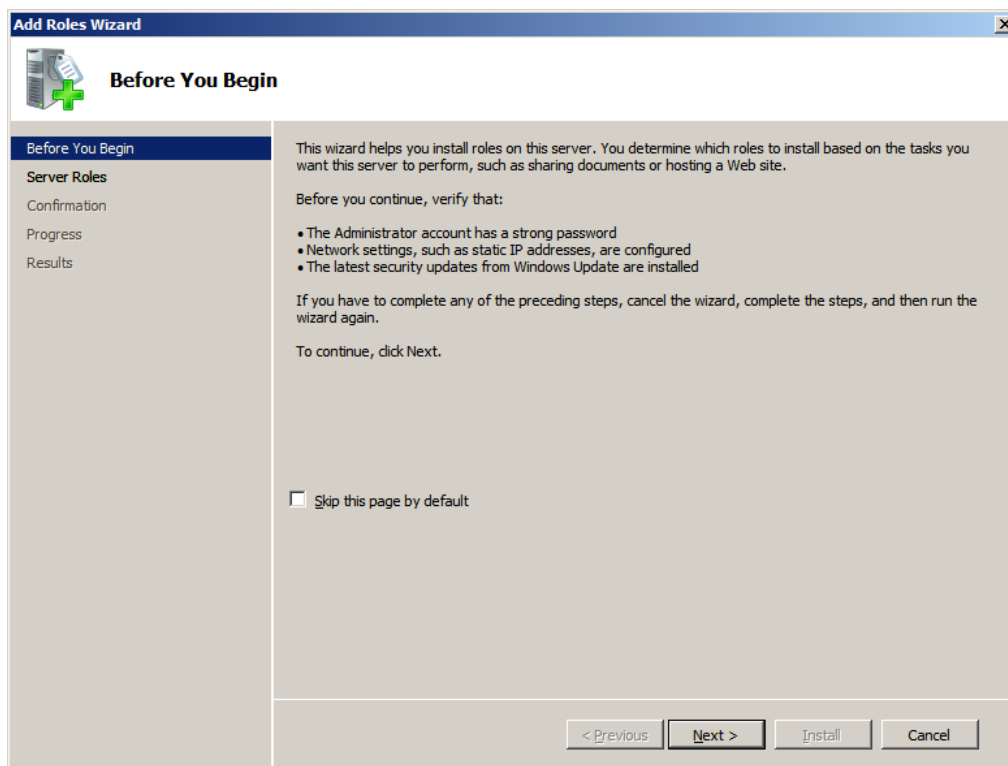 Add Roles Wizard
Before You Begin
Before You Begin
Server Roles
Confirmation
Progress
Results
This wizard helps you install roles on this server. You determine which roles to install based on the tasks you
want this server to perform, such as sharing documents or hosting a Web site.
Before you continue, verify that:
• The Administrator account has a strong password
• Network settings, such as static IP addresses, are configured
• The latest security updates from Windows Update are installed
If you have to complete any of the preceding steps, cancel the wizard, complete the steps, and then run the
wizard again.
To continue, click Next.
Skip this page by default
< Previous
Next >
Install
Cancel